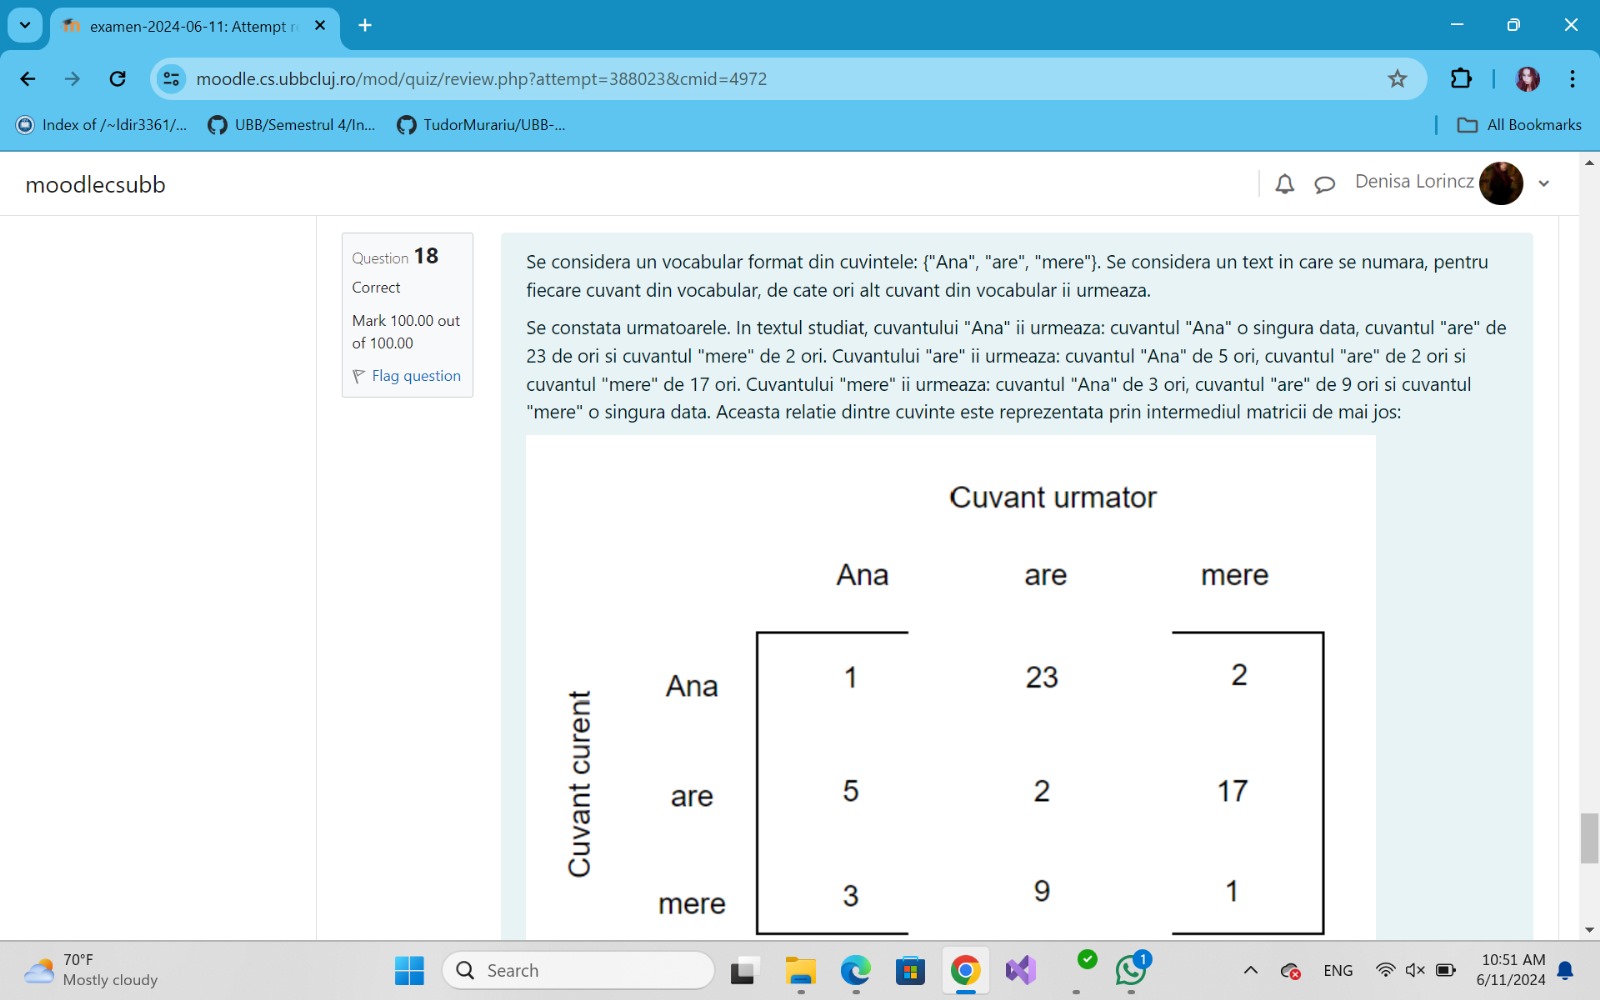 examen-2024-06-11: Attempt r
moodle.cs.ubbcluj.ro/mod/quiz/review.php?attempt=388023&cmid=4972
Index of /~ldir3361/... UBB/Semestrul 4/In... TudorMurariu/UBB-... All Bookmarks
moodlecsubb Denisa Lorincz
Question 18
Correct
Mark 100.00 out
of 100.00
Flag question
Se considera un vocabular format din cuvintele: {"Ana", "are", "mere"}. Se considera un text in care se numara, pentru
fiecare cuvant din vocabular, de cate ori alt cuvant din vocabular ii urmeaza.
Se constata urmatoarele. In textul studiat, cuvantului "Ana" ii urmeaza: cuvantul "Ana" o singura data, cuvantul "are" de
23 de ori si cuvantul "mere" de 2 ori. Cuvantului "are" ii urmeaza: cuvantul "Ana" de 5 ori, cuvantul "are" de 2 ori si
cuvantul "mere" de 17 ori. Cuvantului "mere" ii urmeaza: cuvantul "Ana" de 3 ori, cuvantul "are" de 9 ori si cuvantul
"mere" o singura data. Aceasta relatie dintre cuvinte este reprezentata prin intermediul matricii de mai jos:
Cuvant urmator
Ana are mere
Cuvant curent
Ana 1 23 2
are 5 2 17
mere 3 9 1
70°F
Mostly cloudy
Search
1
ENG
10:51 AM
6/11/2024